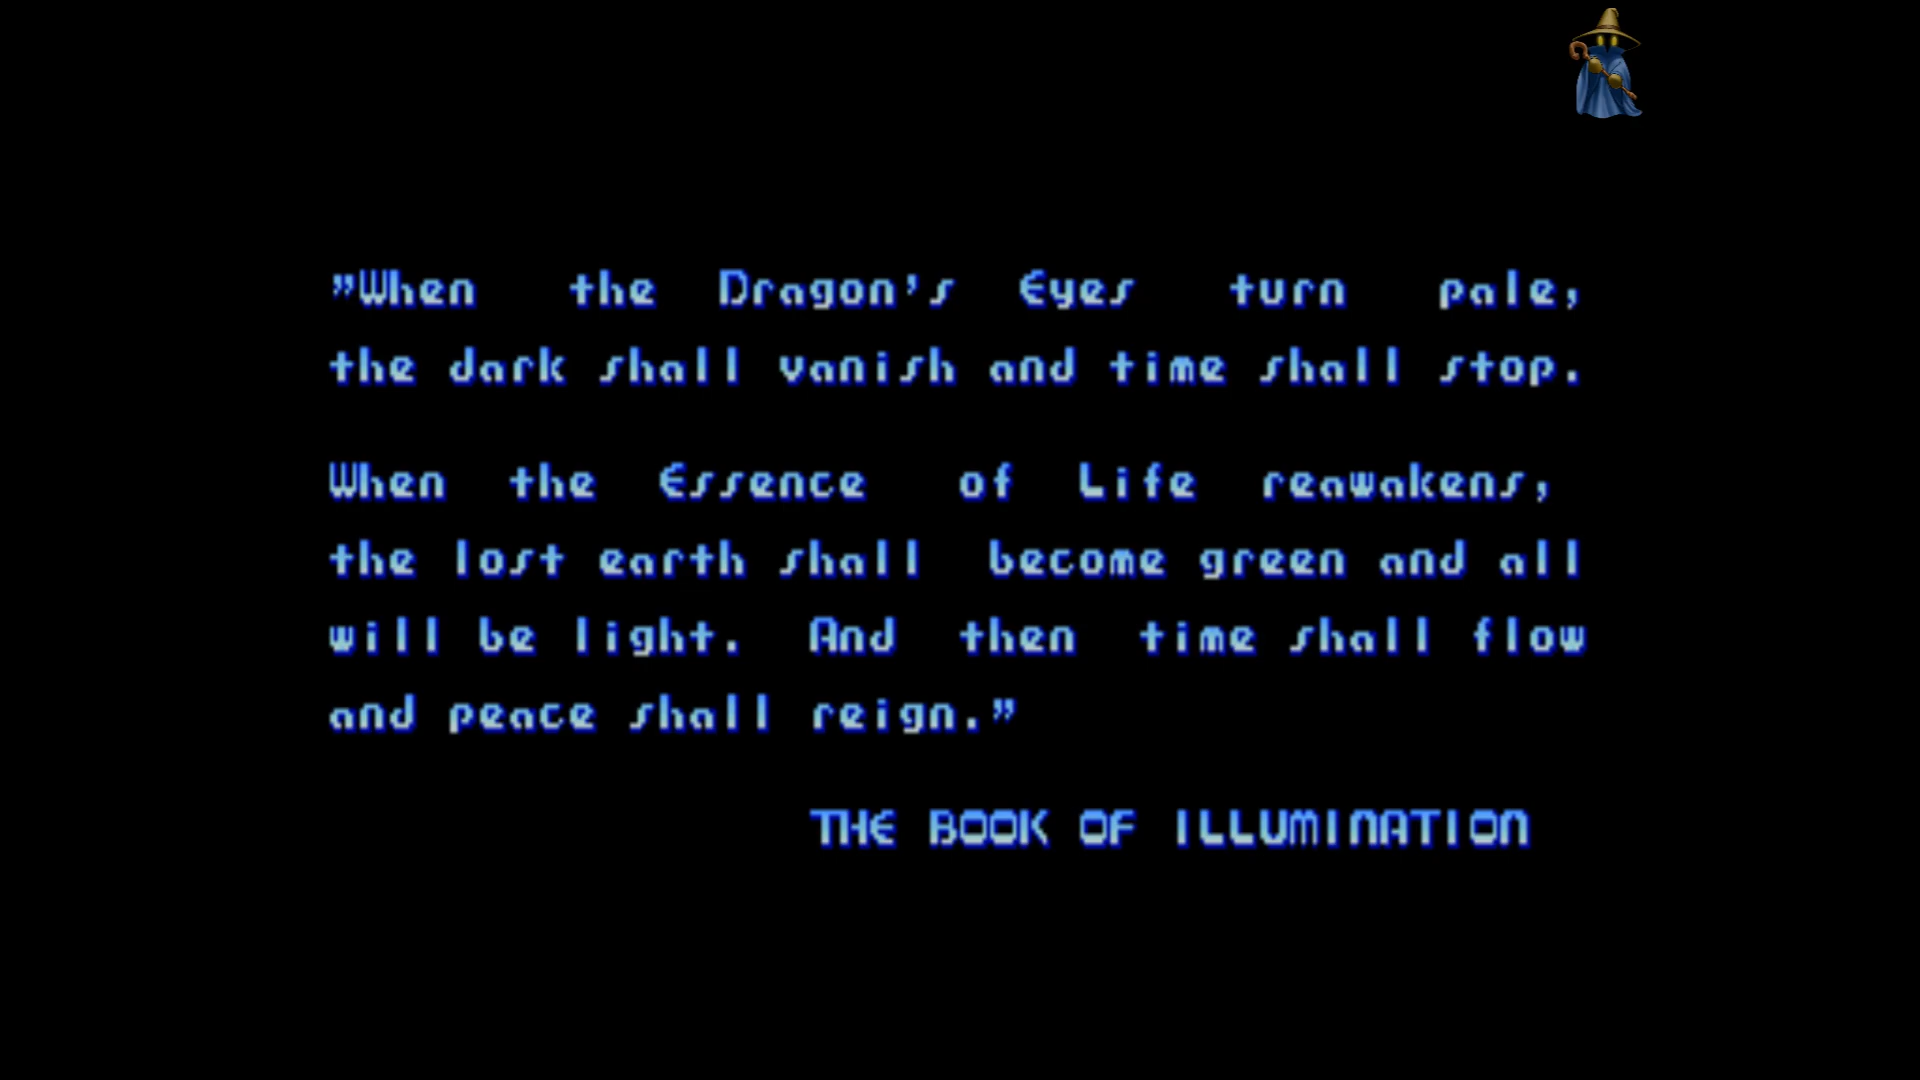 ”When the Dragon's Eyes turn pale,
the dark shall vanish and time shall stop.
When the Essence of Life reawakens,
the lost earth shall become green and all
will be light. And then time shall flow
and peace shall reign.”
THE BOOK OF ILLUMINATION